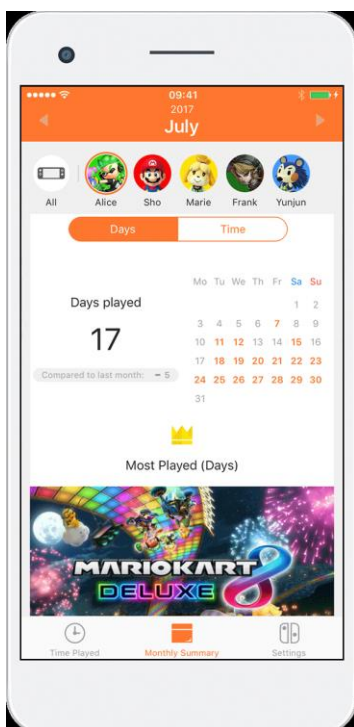 09:41
2017
July
All Alice Sho Marie Frank Yunjun
Days Time
Mo Tu We Th Fr Sa Su
1 2
3 4 5 6 7 8 9
10 11 12 13 14 15 16
17 18 19 20 21 22 23
24 25 26 27 28 29 30
31
Days played
17
Compared to last month: - 5
Most Played (Days)
MARIOKART 8
DELUXE
Time Played Monthly Summary Settings